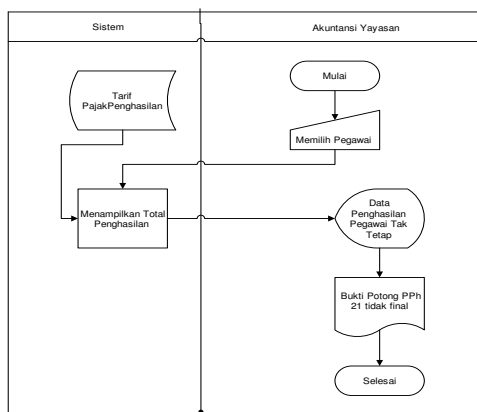 Sistem
Akuntansi Yayasan
Mulai
Tarif
PajakPenghasilan
Memilih Pegawai
Menampilkan Total
Penghasilan
Data
Penghasilan
Pegawai Tak
Tetap
Bukti Potong PPh
21 tidak final
Selesai